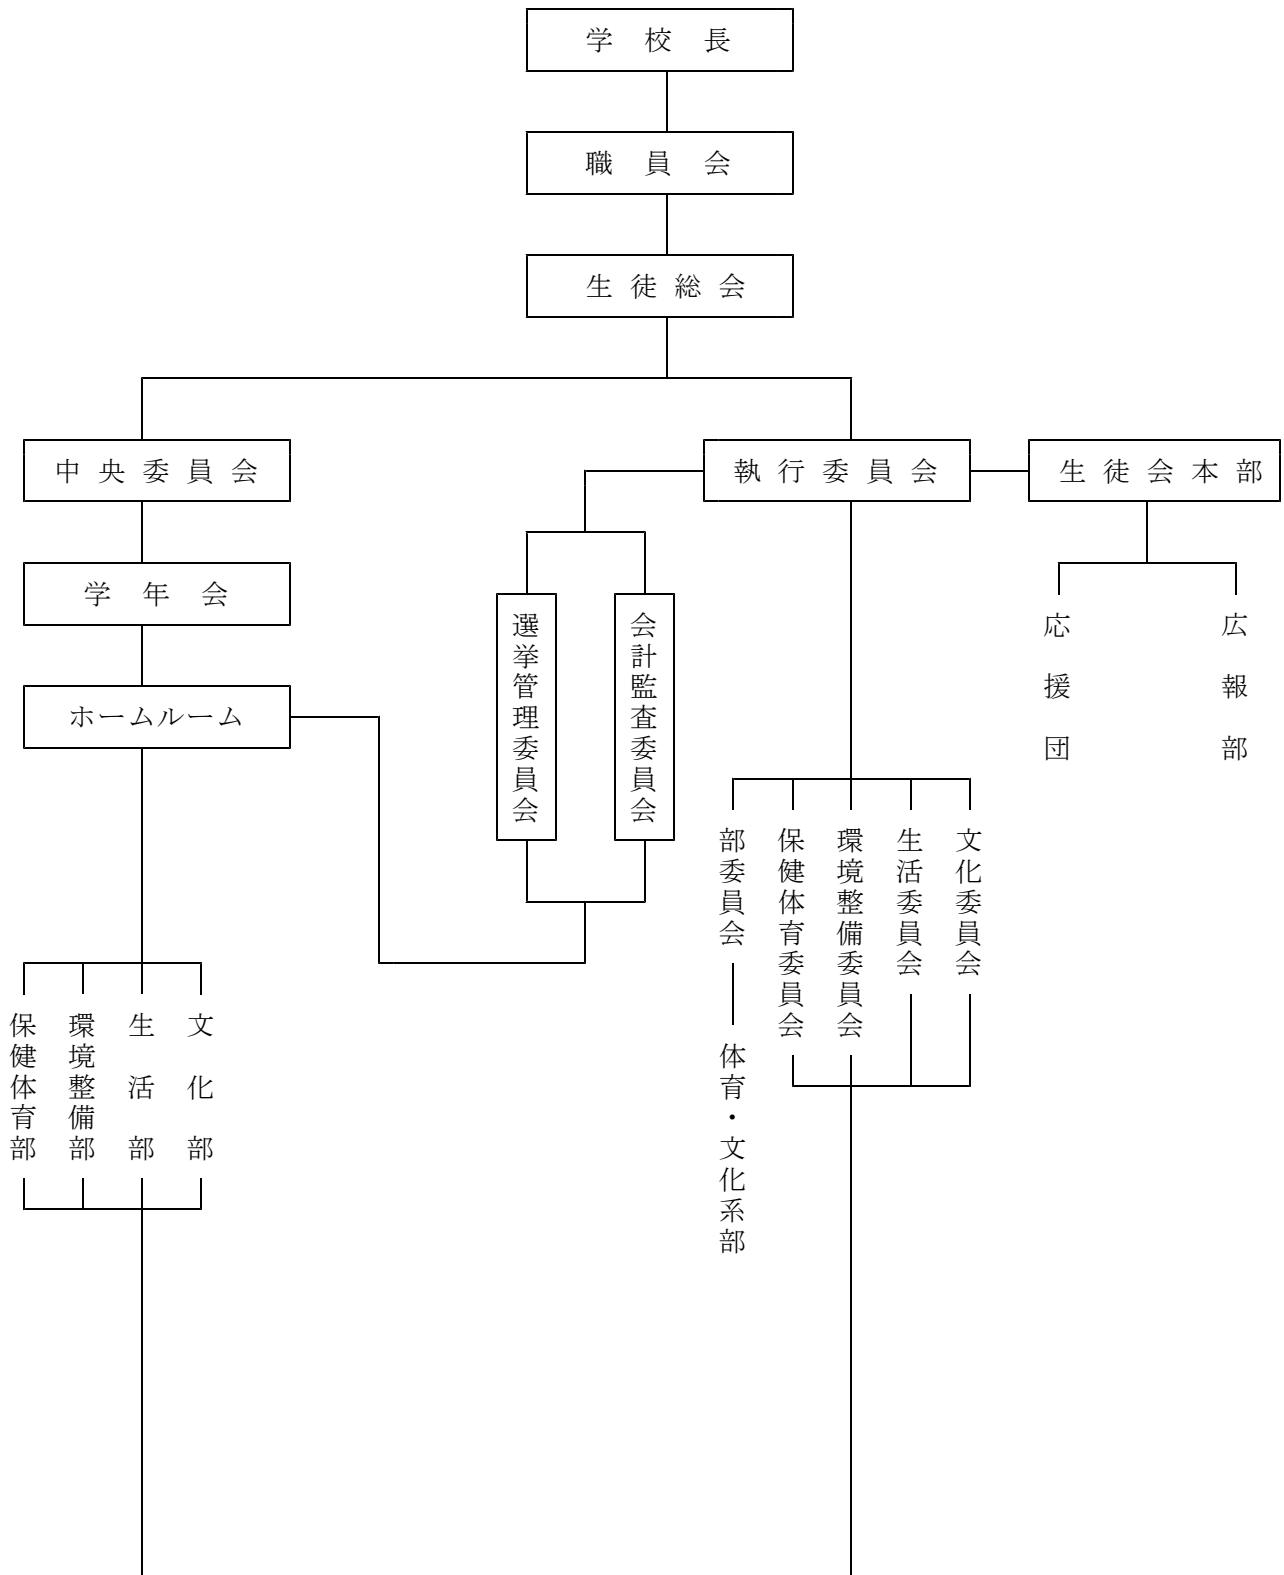 学校長
職員会
生徒総会
中央委員会
執行委員会
生徒会本部
学年会
ホームルーム
選挙管理委員会
会計監査委員会
応援団
広報部
部委員会
保健体育委員会
環境整備委員会
生活委員会
文化委員会
体育・文化系部
保健体育部
環境整備部
生活部
文化部